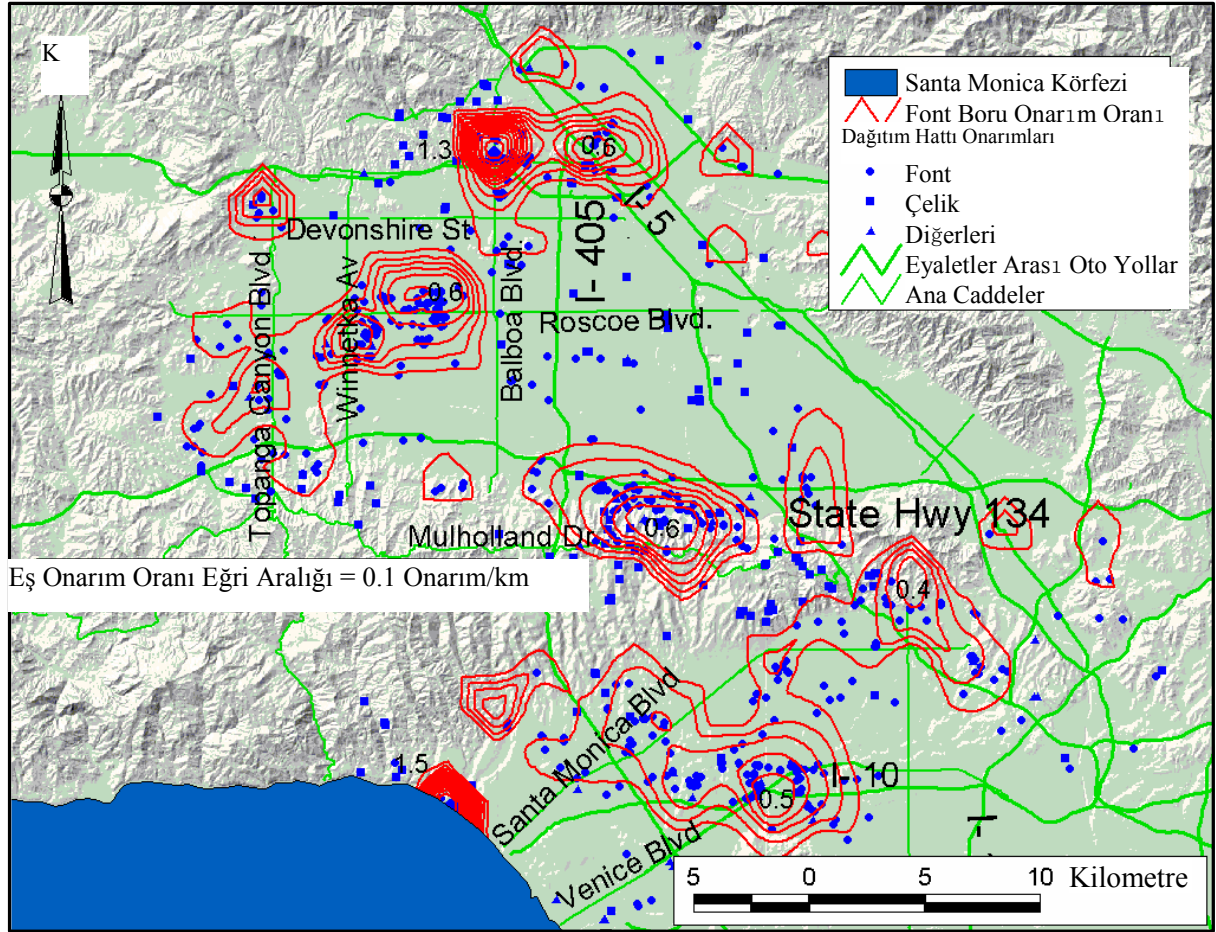 K
Santa Monica Körfezi
Font Boru Onarım Oranı
Dağıtım Hattı Onarımları
Font
Çelik
Diğerleri
Eyaletler Arası Oto Yollar
Ana Caddeler
1.3
0.6
I- 5
I- 405
Devonshire St
0.6
Topanga Canyon Blvd
Winnetka Av
Balboa Blvd.
Roscoe Blvd.
Mulholland Dr.
0.6
State Hwy 134
Eş Onarım Oranı Eğri Aralığı = 0.1 Onarım/km
0.4
1.5
Santa Monica Blvd
I- 10
0.5
Venice Blvd
5 0 5 10 Kilometre